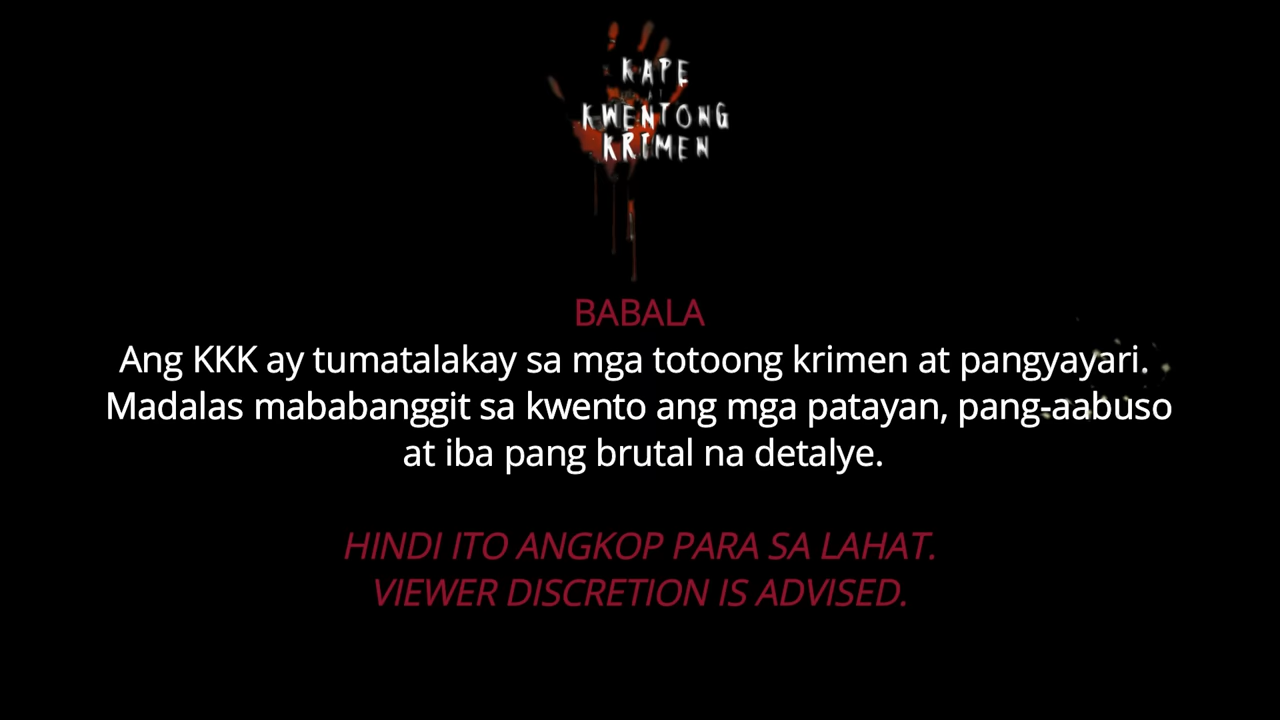 KAPE
AT
KWENTONG
KRIMEN
BABALA
Ang KKK ay tumatalakay sa mga totoong krimen at pangyayari.
Madalas mababanggit sa kwento ang mga patayan, pang-aabuso
at iba pang brutal na detalye.
HINDI ITO ANGKOP PARA SA LAHAT.
VIEWER DISCRETION IS ADVISED.